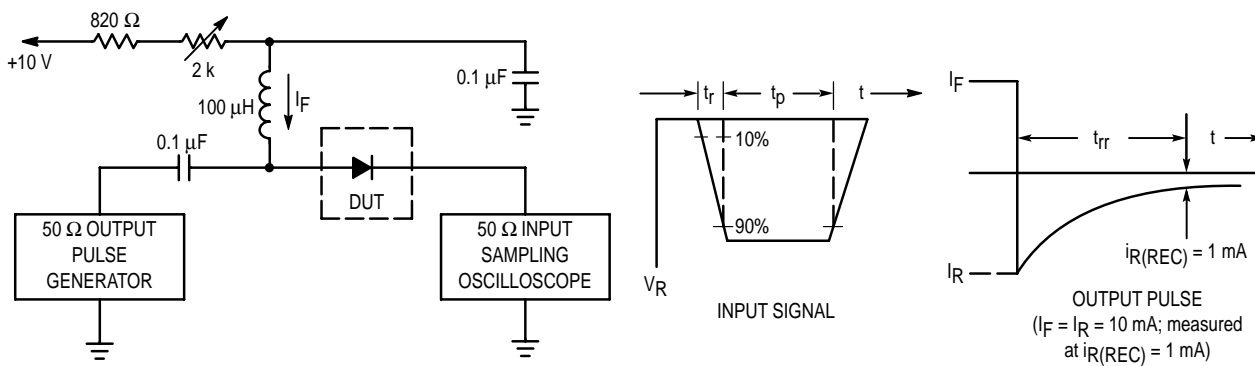 820 Ω
+10 V
2 k
100 µH
I_F
0.1 µF
0.1 µF
DUT
50 Ω OUTPUT
PULSE
GENERATOR
50 Ω INPUT
SAMPLING
OSCILLOSCOPE
t_r
t_p
t
10%
90%
V_R
INPUT SIGNAL
I_F
t_rr
t
I_R
i_R(REC) = 1 mA
OUTPUT PULSE
(I_F = I_R = 10 mA; measured
at i_R(REC) = 1 mA)